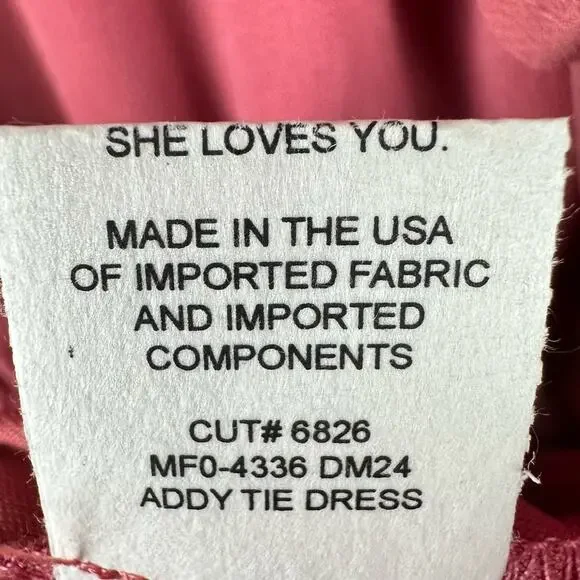 SHE LOVES YOU.
MADE IN THE USA
OF IMPORTED FABRIC
AND IMPORTED
COMPONENTS
CUT# 6826
MF0-4336 DM24
ADDY TIE DRESS